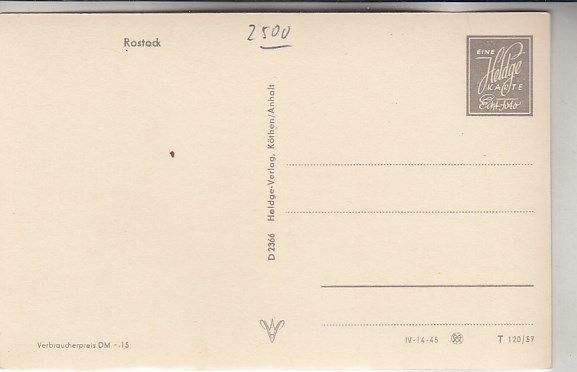 2500
Rostock
EINE
Heldge
KARTE
Echt-Foto
D 2366 Heldge-Verlag, Köthen/Anhalt
Verbraucherpreis DM -.15
IV-14-45
T 120/57